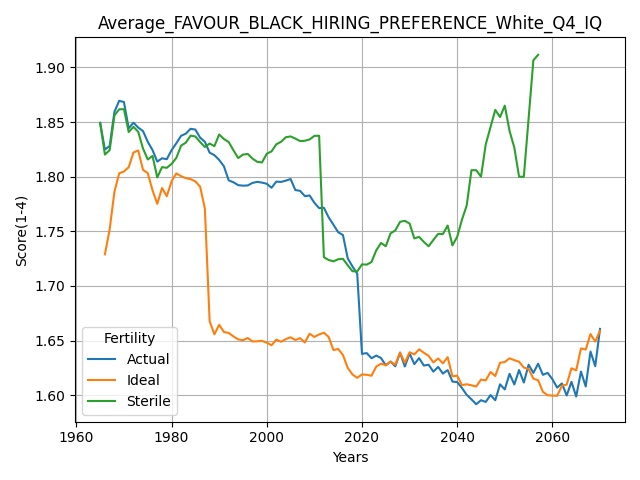 Average_FAVOUR_BLACK_HIRING_PREFERENCE_White_Q4_IQ
1.90
1.85
1.80
1.75
1.70
1.65
1.60
Score(1-4)
Fertility
Actual
Ideal
Sterile
1960 1980 2000 2020 2040 2060
Years